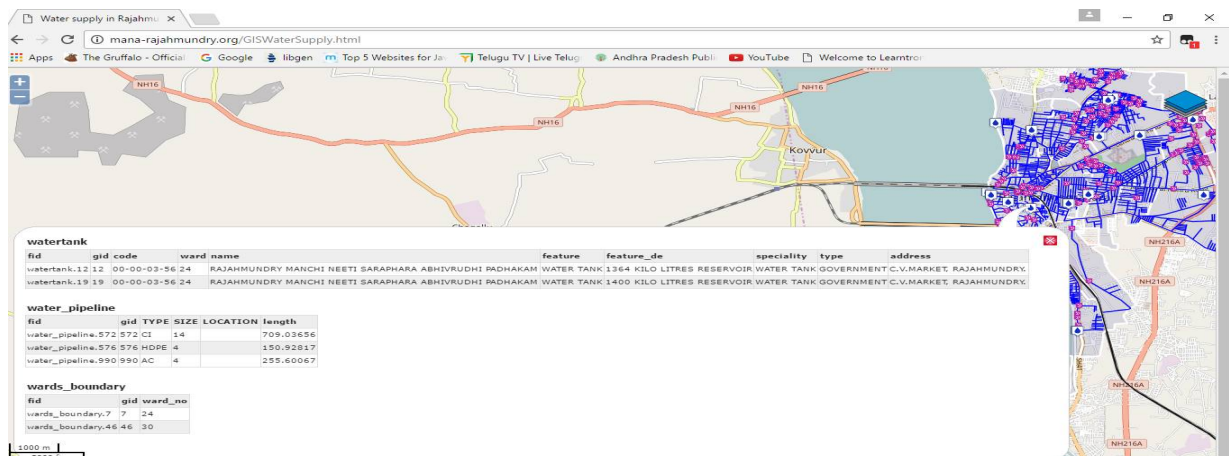 Water supply in Rajahmu
mana-rajahmundry.org/GISWaterSupply.html
Apps The Gruffalo - Official Google libgen Top 5 Websites for Ja Telugu TV | Live Telug Andhra Pradesh Publi YouTube Welcome to Learntron
NH16
NH16
NH16
NH16
Kovvur
watertank
fid gid code ward name feature feature_de speciality type address
watertank.12 12 00-00-03-56 24 RAJAHMUNDRY MANCHI NEETI SARAPHARA ABHIVRUDHI PADHAKAM WATER TANK 1364 KILO LITRES RESERVOIR WATER TANK GOVERNMENT C.V.MARKET, RAJAHMUNDRY.
watertank.19 19 00-00-03-56 24 RAJAHMUNDRY MANCHI NEETI SARAPHARA ABHIVRUDHI PADHAKAM WATER TANK 1400 KILO LITRES RESERVOIR WATER TANK GOVERNMENT C.V.MARKET, RAJAHMUNDRY.
water_pipeline
fid gid TYPE SIZE LOCATION length
water_pipeline.572 572 CI 14 709.03656
water_pipeline.576 576 HDPE 4 150.92817
water_pipeline.990 990 AC 4 255.60067
wards_boundary
fid gid ward_no
wards_boundary.7 7 24
wards_boundary.46 46 30
NH216A
NH216A
NH216A
NH216A
1000 m